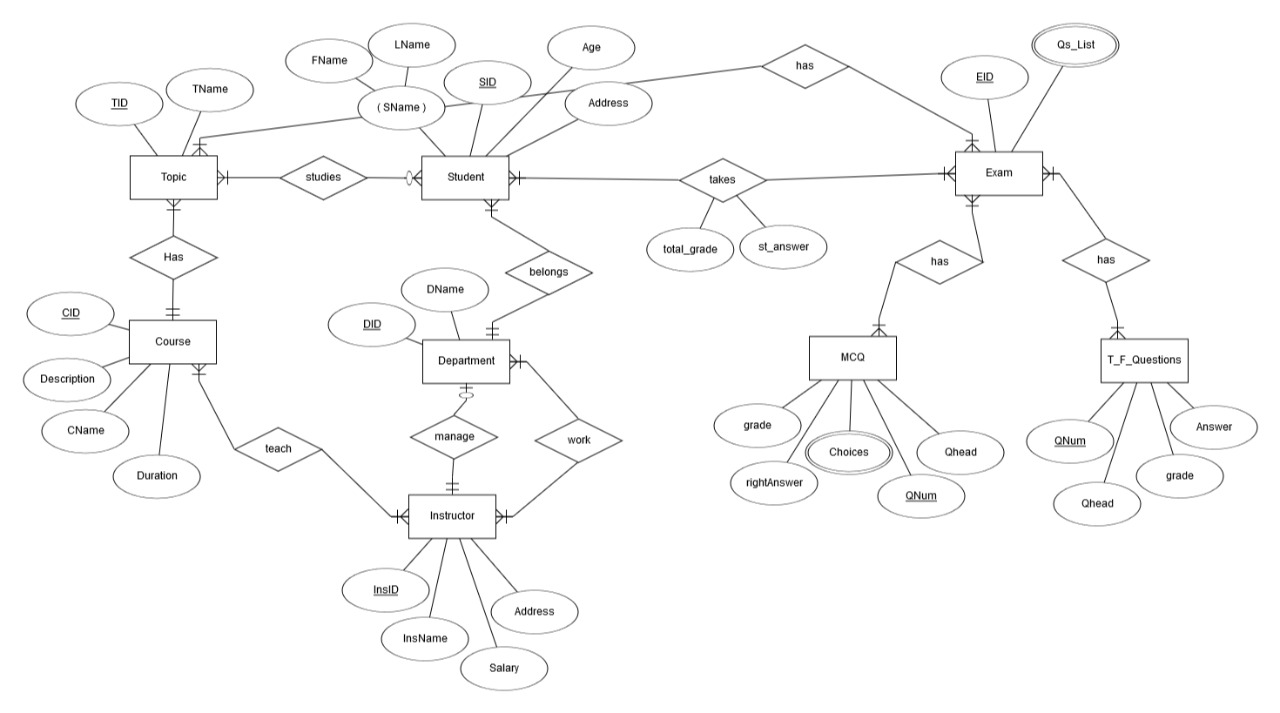 LName
Qs_List
Age
FName
has
EID
SID
TName
TID
( SName )
Address
Topic
studies
Student
takes
Exam
total_grade
st_answer
Has
belongs
has
has
DName
CID
DID
Course
Department
MCQ
T_F_Questions
Description
CName
teach
manage
work
grade
Choices
Qhead
QNum
Answer
Duration
rightAnswer
QNum
grade
Qhead
Instructor
InsID
Address
InsName
Salary